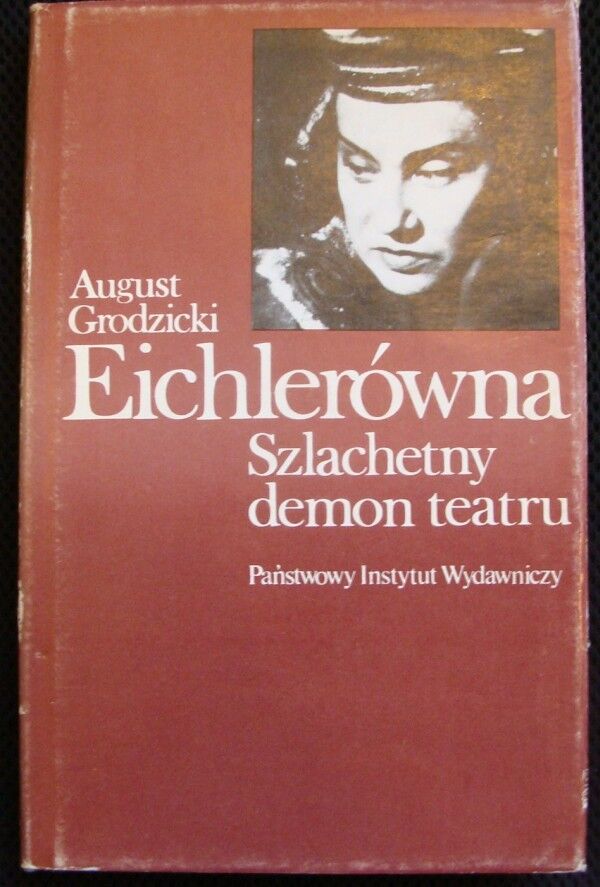 August
Grodzicki
Eichlerówna
Szlachetny
demon teatru
Państwowy Instytut Wydawniczy